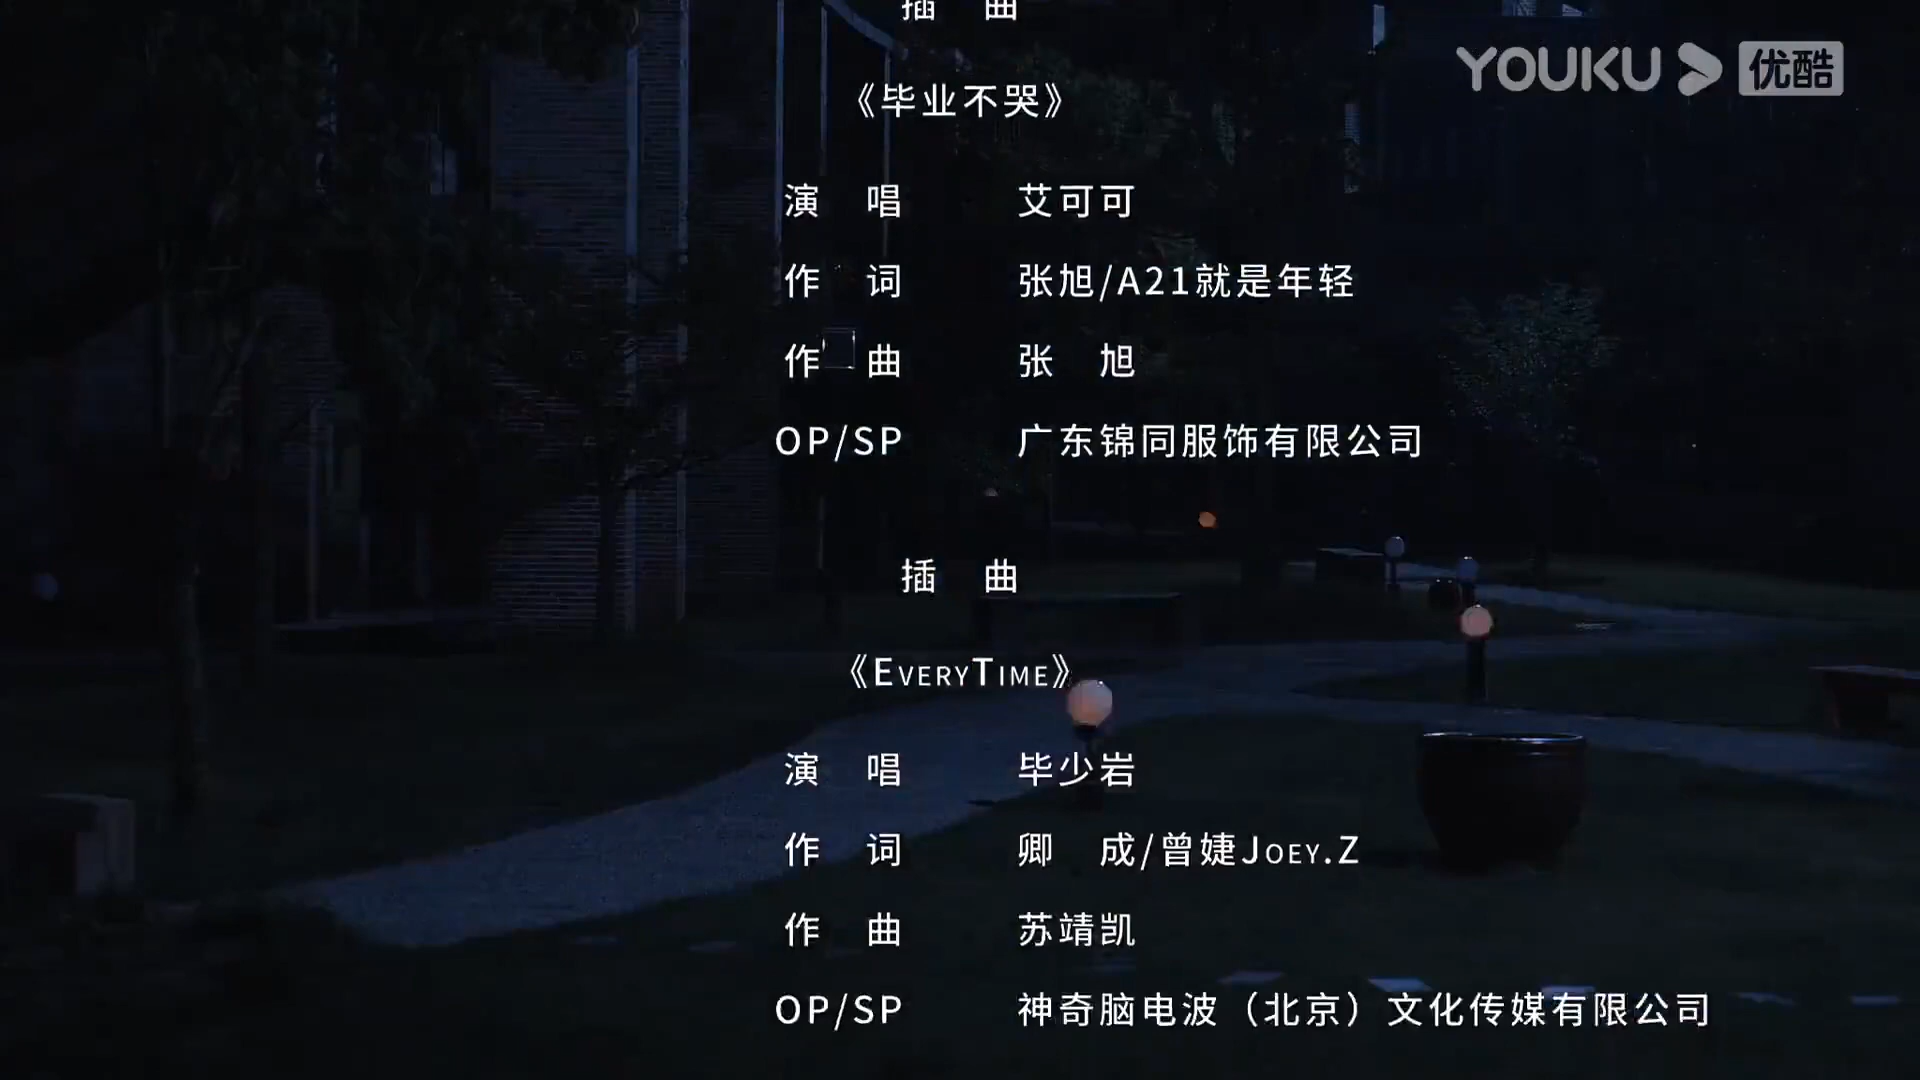 插 曲
YOUKU 优酷
《毕业不哭》
演 唱 艾可可
作 词 张旭/A21就是年轻
作 曲 张 旭
OP/SP 广东锦同服饰有限公司
插 曲
《EVERYTIME》
演 唱 毕少岩
作 词 卿 成/曾婕JOEY.Z
作 曲 苏靖凯
OP/SP 神奇脑电波（北京）文化传媒有限公司